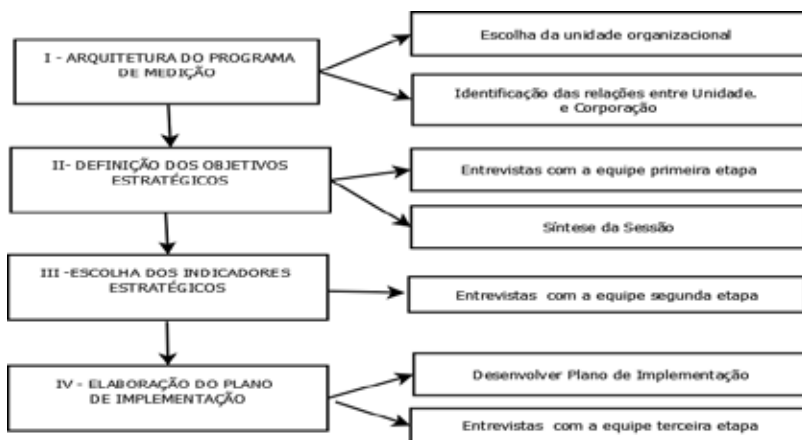 I - ARQUITETURA DO PROGRAMA
DE MEDIÇÃO
Escolha da unidade organizacional
Identificação das relações entre Unidade.
e Corporação
II- DEFINIÇÃO DOS OBJETIVOS
ESTRATÉGICOS
Entrevistas com a equipe primeira etapa
Síntese da Sessão
III -ESCOLHA DOS INDICADORES
ESTRATÉGICOS
Entrevistas com a equipe segunda etapa
IV - ELABORAÇÃO DO PLANO
DE IMPLEMENTAÇÃO
Desenvolver Plano de Implementação
Entrevistas com a equipe terceira etapa